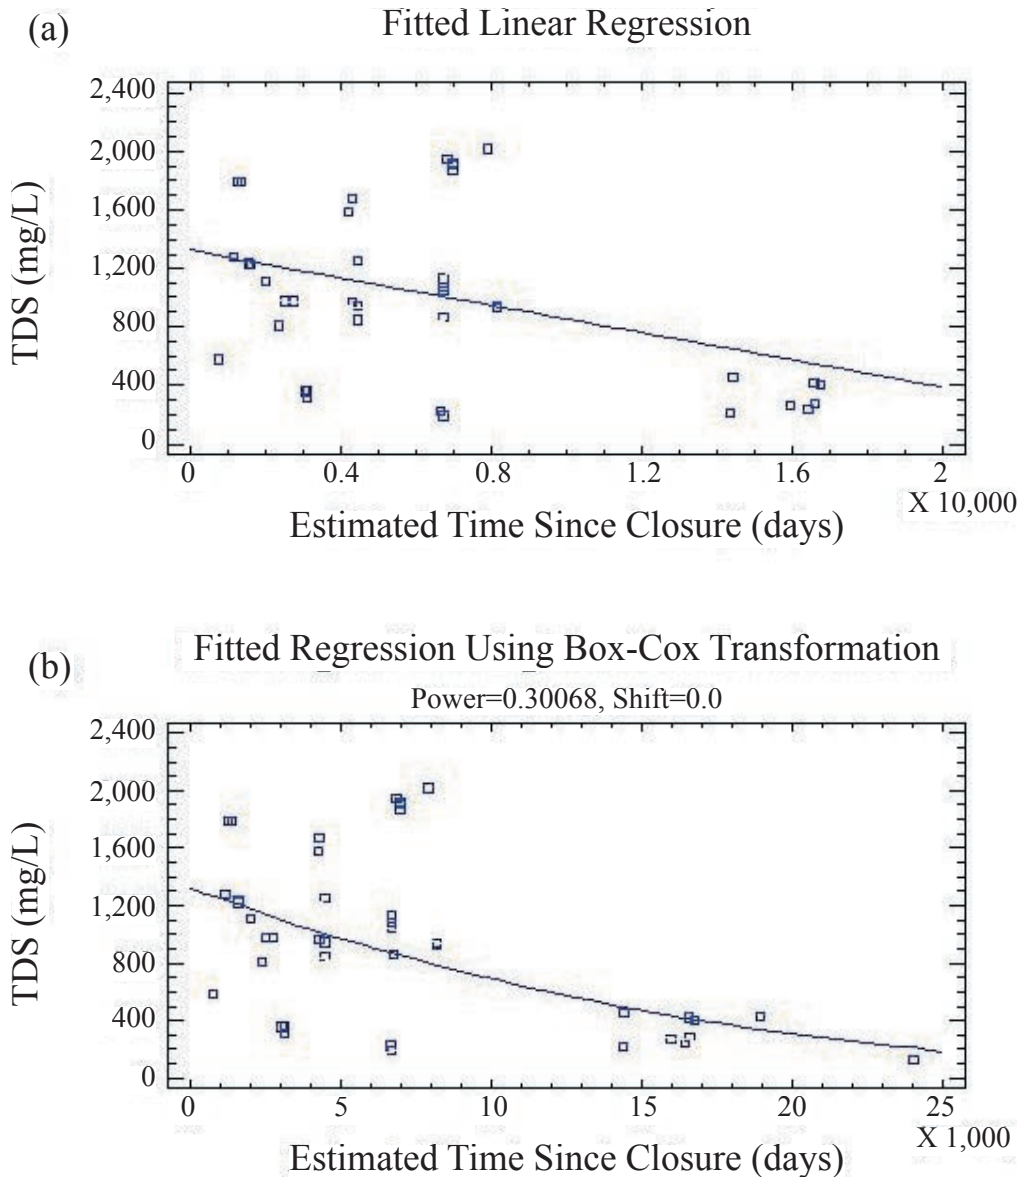 (a)
Fitted Linear Regression
2,400
2,000
1,600
1,200
800
400
0
TDS (mg/L)
0 0.4 0.8 1.2 1.6 2
X 10,000
Estimated Time Since Closure (days)
(b)
Fitted Regression Using Box-Cox Transformation
Power=0.30068, Shift=0.0
2,400
2,000
1,600
1,200
800
400
0
TDS (mg/L)
0 5 10 15 20 25
X 1,000
Estimated Time Since Closure (days)